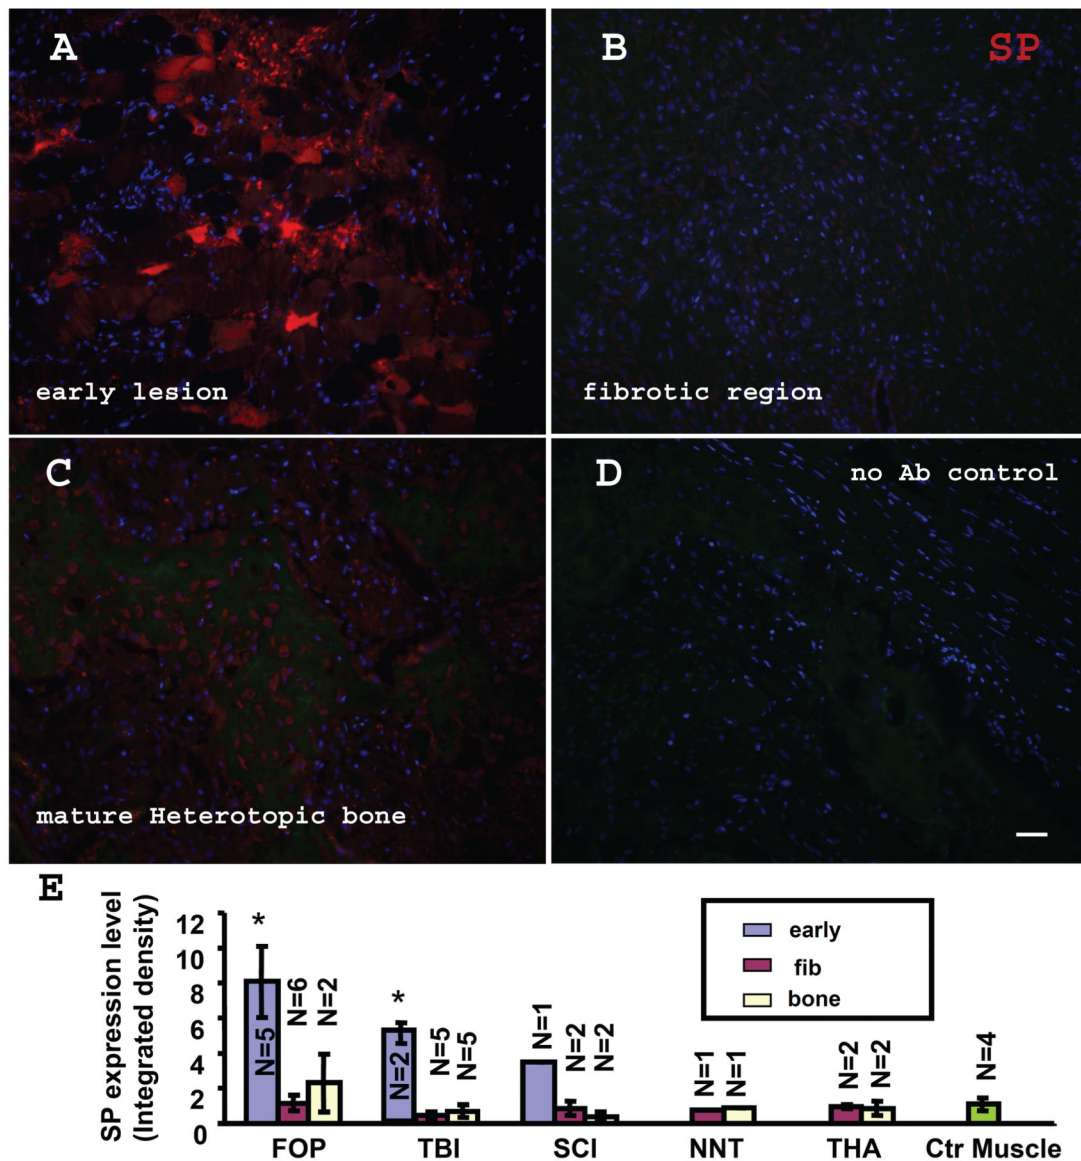 A
B
SP
early lesion
fibrotic region
C
D
no Ab control
mature Heterotopic bone
E
SP expression level
(Integrated density)
12
10
8
6
4
2
0
*
N=5
N=6
N=2
*
N=2
N=5
N=5
N=1
N=2
N=2
N=1
N=1
N=2
N=2
N=4
early
fib
bone
FOP
TBI
SCI
NNT
THA
Ctr Muscle